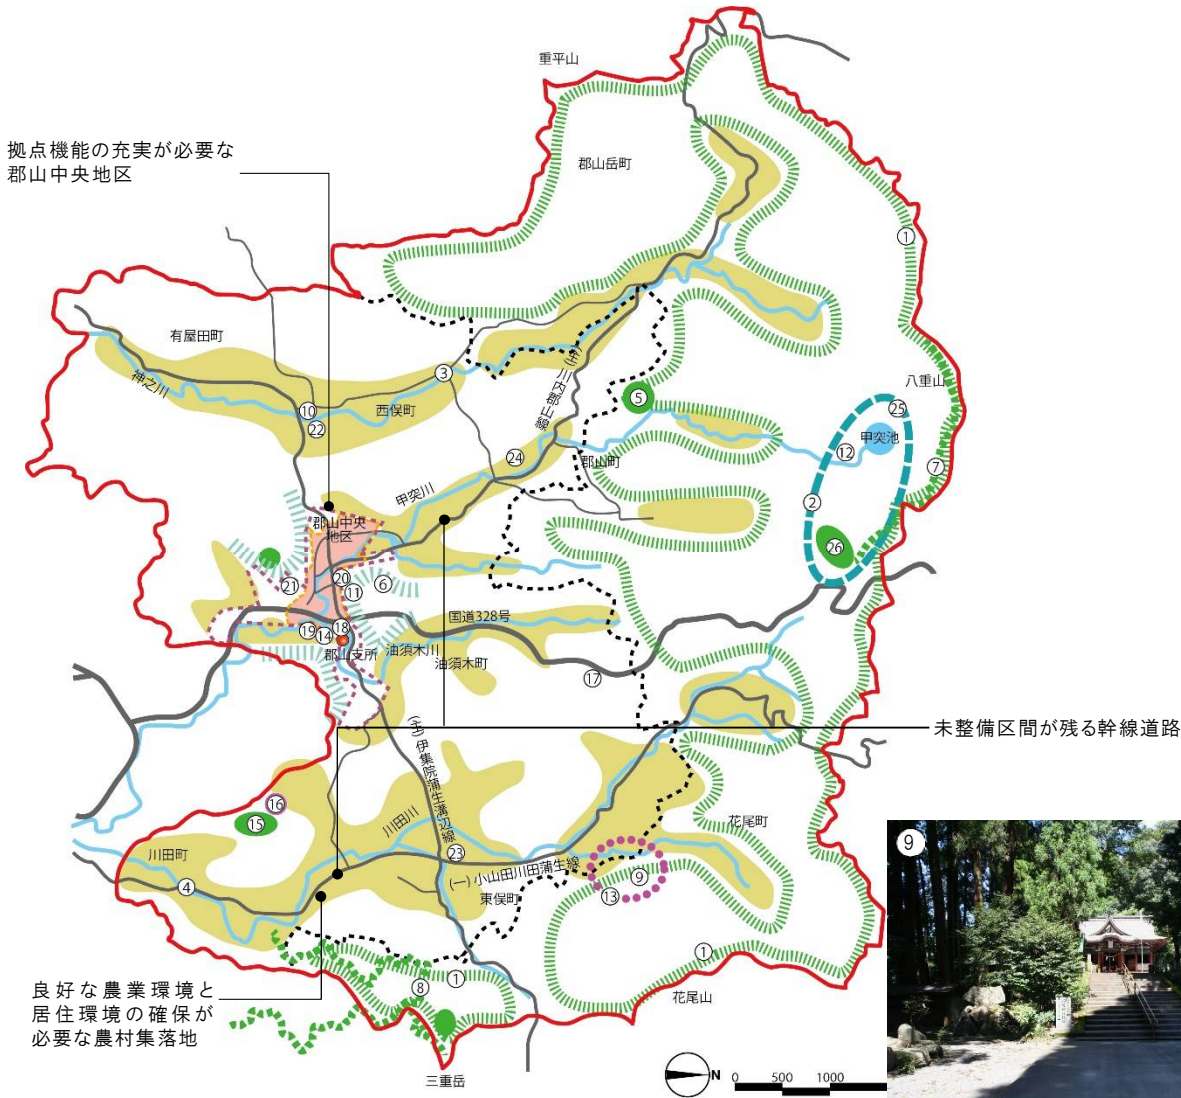 重平山
拠点機能の充実が必要な
郡山中央地区
郡山岳町
①
有屋田町
神之川
③
(主)川内郡山線
八重山
⑤
㉕
⑩
西俣町
甲突池
㉒
⑫
㉔
郡山町
⑦
甲突川
②
郡山中央
地区
㉖
⑳
⑥
㉑
⑪
国道328号
⑲
⑭
⑱
郡山支所
油須木川
油須木町
⑰
未整備区間が残る幹線道路
(主)伊集院蒲生溝辺線
⑯
⑮
川田川
花尾町
川田町
㉓
(一)小山田川田蒲生線
④
東俣町
⑨
⑬
⑨
①
⑧
①
良好な農業環境と
居住環境の確保が
必要な農村集落地
花尾山
三重岳
N
0 500 1000